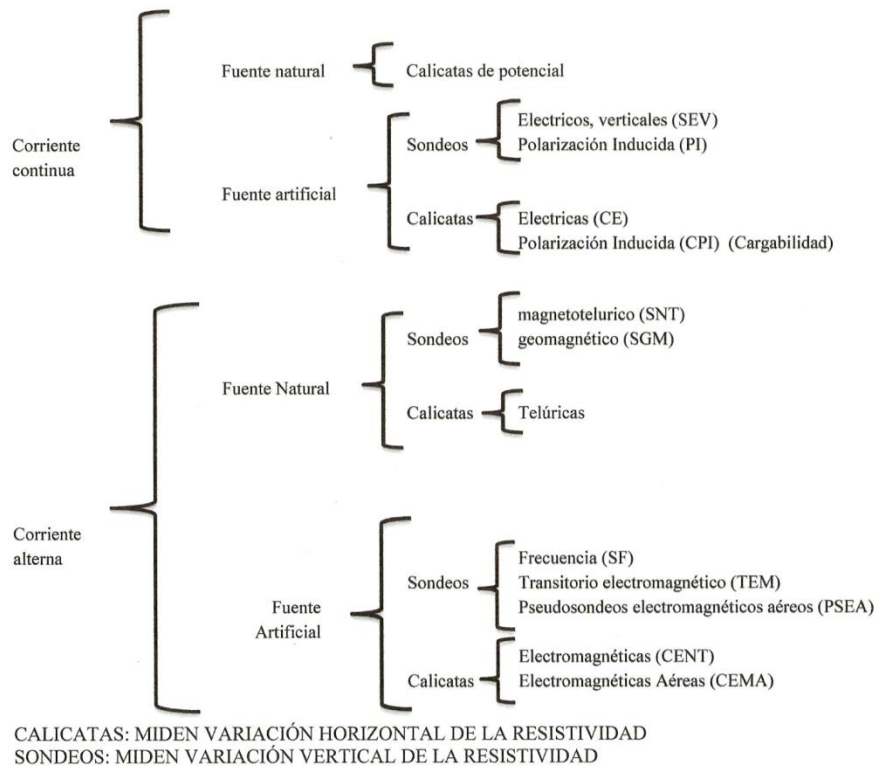 Corriente
continua
Fuente natural
Calicatas de potencial
Fuente artificial
Sondeos
Electricos, verticales (SEV)
Polarización Inducida (PI)
Calicatas
Electricas (CE)
Polarización Inducida (CPI) (Cargabilidad)
Corriente
alterna
Fuente Natural
Sondeos
magnetotelurico (SNT)
geomagnético (SGM)
Calicatas
Telúricas
Fuente
Artificial
Sondeos
Frecuencia (SF)
Transitorio electromagnético (TEM)
Pseudosondeos electromagnéticos aéreos (PSEA)
Calicatas
Electromagnéticas (CENT)
Electromagnéticas Aéreas (CEMA)
CALICATAS: MIDEN VARIACIÓN HORIZONTAL DE LA RESISTIVIDAD
SONDEOS: MIDEN VARIACIÓN VERTICAL DE LA RESISTIVIDAD